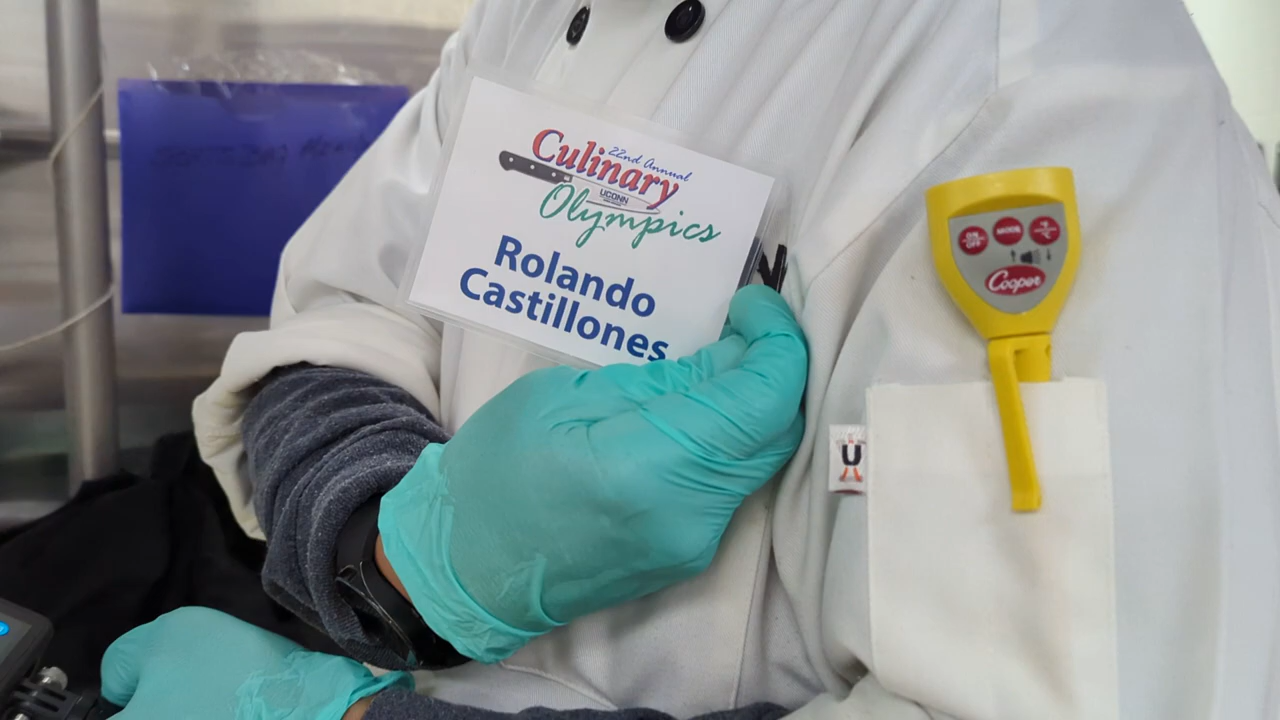 22nd Annual
Culinary
UCONN
Olympics
Rolando
Castillones
ON
OFF
MODE
°F
°C
Cooper
U